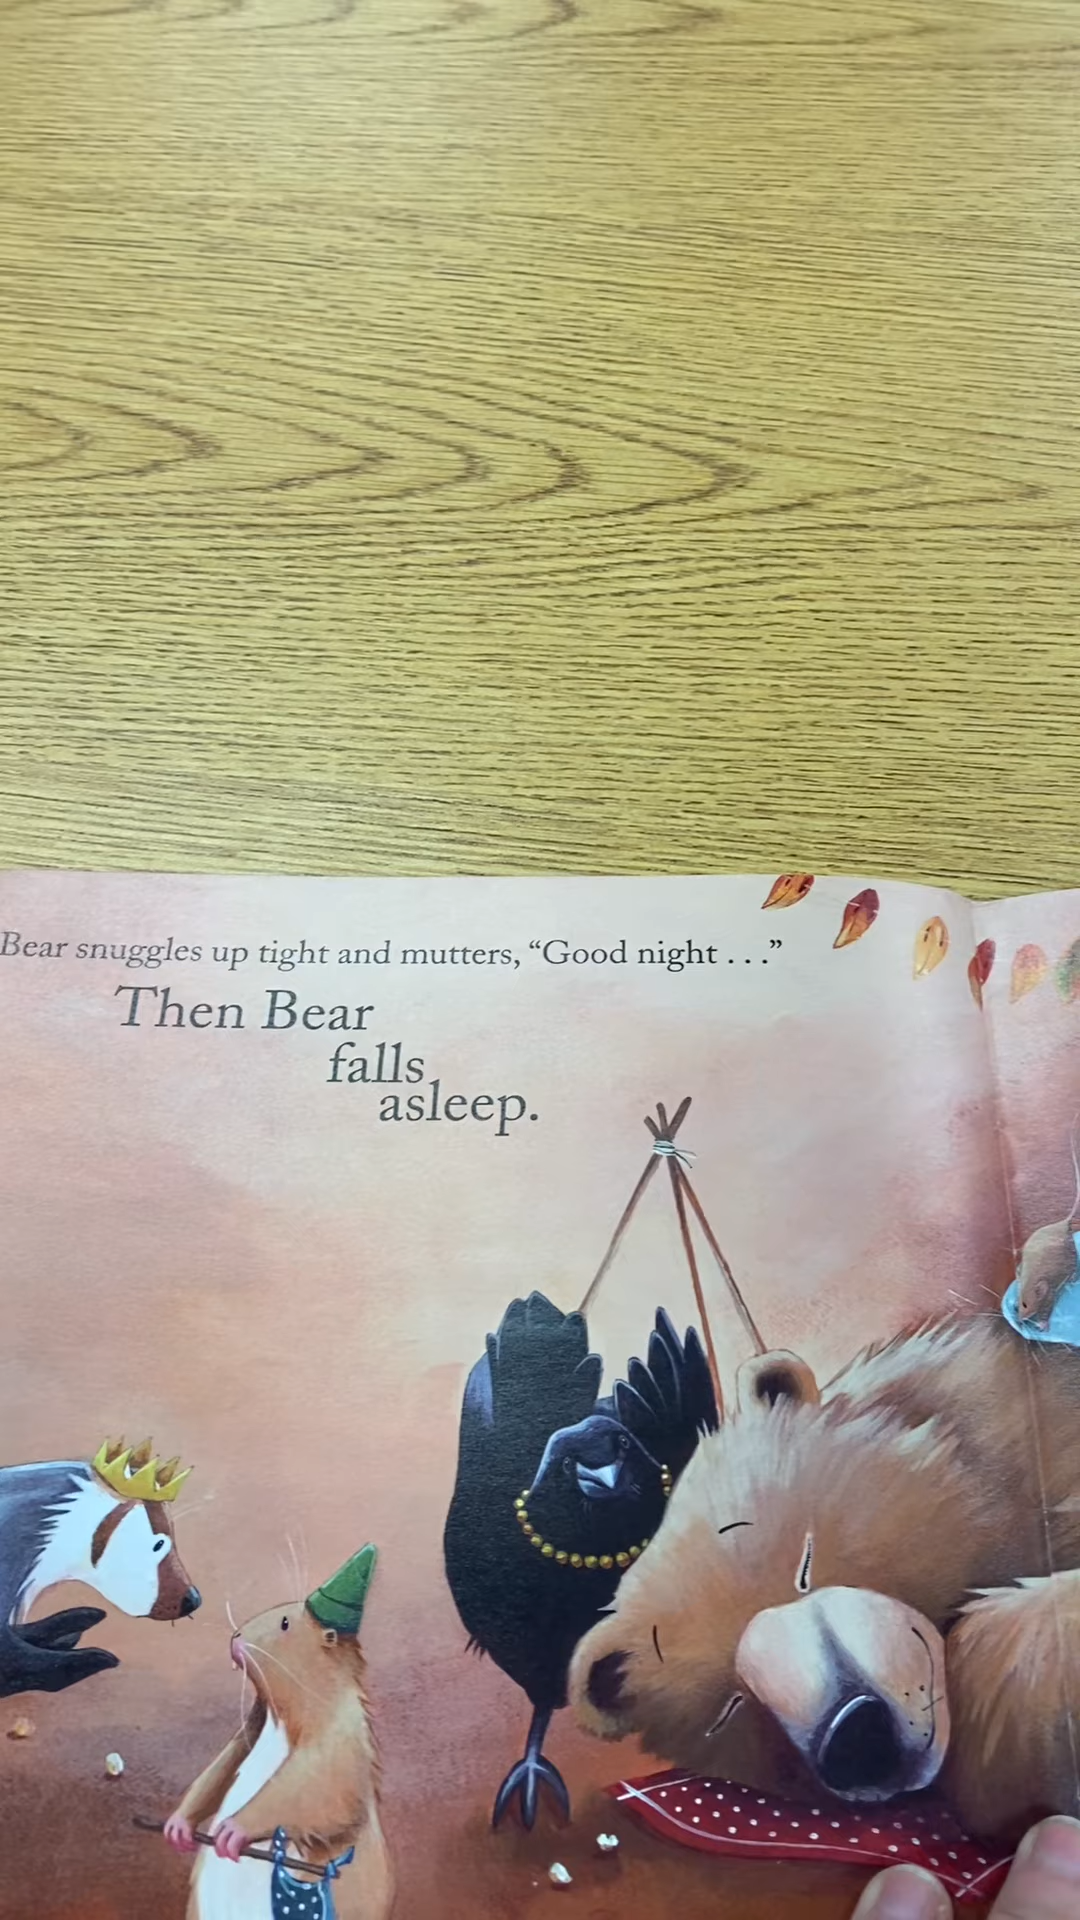 Bear snuggles up tight and mutters, “Good night . . .”
Then Bear
falls
asleep.